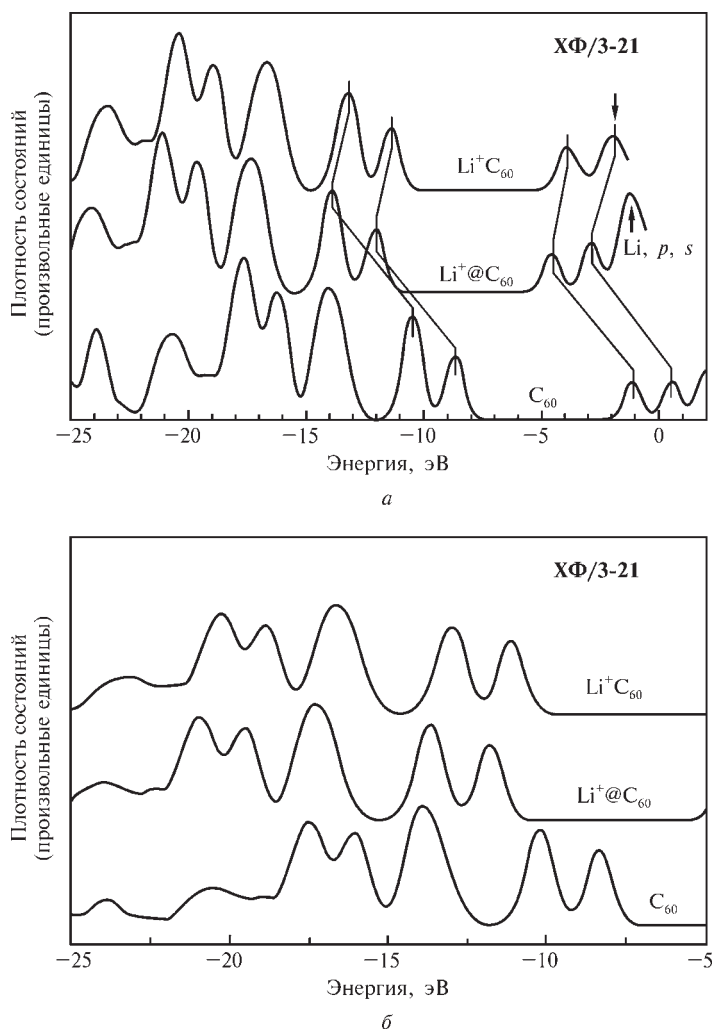 ХФ/3-21
Плотность состояний
(произвольные единицы)
Li⁺C₆₀
Li⁺@C₆₀
Li, p, s
C₆₀
−25 −20 −15 −10 −5 0
Энергия, эВ
а
ХФ/3-21
Плотность состояний
(произвольные единицы)
Li⁺C₆₀
Li⁺@C₆₀
C₆₀
−25 −20 −15 −10 −5
Энергия, эВ
б